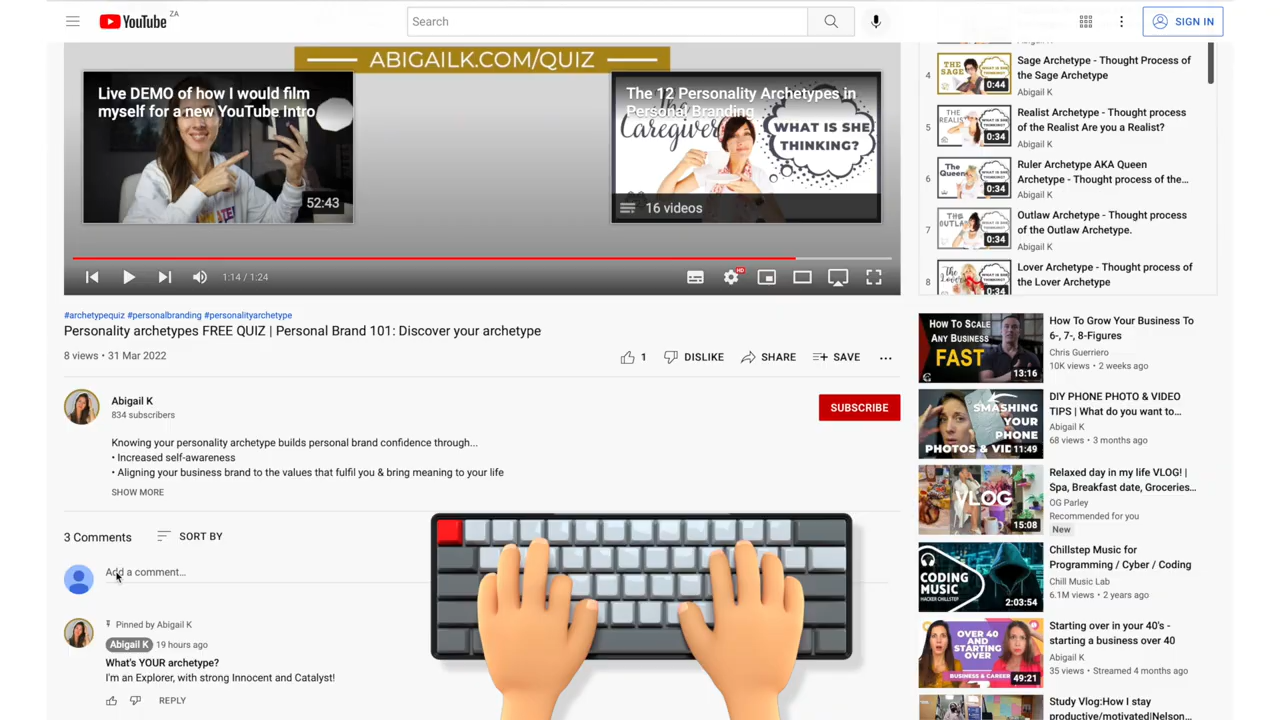 YouTube ZA
Search
SIGN IN
ABIGAILK.COM/QUIZ
Live DEMO of how I would film
myself for a new YouTube Intro
52:43
The 12 Personality Archetypes in
Personal Branding
Caregiver
WHAT IS SHE
THINKING?
16 videos
1:14 / 1:24
HD
#archetypequiz #personalbranding #personalityarchetype
Personality archetypes FREE QUIZ | Personal Brand 101: Discover your archetype
8 views • 31 Mar 2022
1
DISLIKE
SHARE
SAVE
Abigail K
834 subscribers
SUBSCRIBE
Knowing your personality archetype builds personal brand confidence through...
• Increased self-awareness
• Aligning your business brand to the values that fulfil you & bring meaning to your life
SHOW MORE
3 Comments
SORT BY
Add a comment...
Pinned by Abigail K
Abigail K 19 hours ago
What's YOUR archetype?
I'm an Explorer, with strong Innocent and Catalyst!
REPLY
4
THE
SAGE
0:44
Sage Archetype - Thought Process of
the Sage Archetype
Abigail K
5
0:34
Realist Archetype - Thought process
of the Realist Are you a Realist?
Abigail K
6
The
Queen
0:34
Ruler Archetype AKA Queen
Archetype - Thought process of the...
Abigail K
7
THE
OUTLAW
0:34
Outlaw Archetype - Thought process
of the Outlaw Archetype.
Abigail K
8
The
Lover
0:34
Lover Archetype - Thought process of
the Lover Archetype
HOW TO SCALE
ANY BUSINESS
FAST
13:16
How To Grow Your Business To
6-, 7-, 8-Figures
Chris Guerriero
10K views • 2 weeks ago
SMASHING
YOUR
PHONE
PHOTOS & VID
11:49
DIY PHONE PHOTO & VIDEO
TIPS | What do you want to...
Abigail K
68 views • 3 months ago
VLOG
15:08
Relaxed day in my life VLOG! |
Spa, Breakfast date, Groceries...
OG Parley
Recommended for you
New
CODING
MUSIC
HACKER CHILLSTEP
2:03:54
Chillstep Music for
Programming / Cyber / Coding
Chill Music Lab
6.1M views • 2 years ago
OVER 40
AND
STARTING
OVER
BUSINESS & CAREER
49:21
Starting over in your 40's -
starting a business over 40
Abigail K
35 views • Streamed 4 months ago
Study Vlog:How I stay
productive/motivated|Nelson...